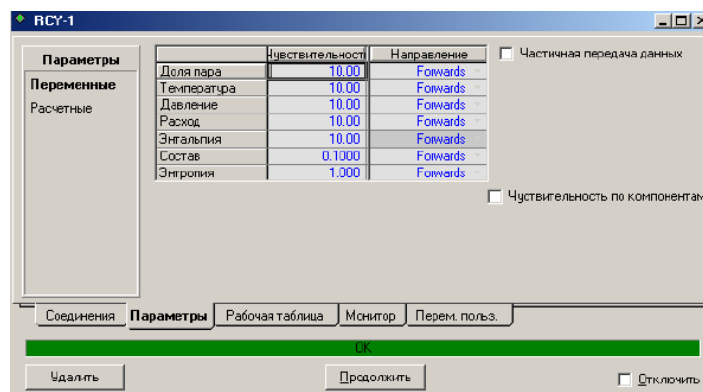 RCY-1
Параметры
Переменные
Расчетные
Чувствительность Направление
Доля пара 10.00 Forwards
Температура 10.00 Forwards
Давление 10.00 Forwards
Расход 10.00 Forwards
Энтальпия 10.00 Forwards
Состав 0.1000 Forwards
Энтропия 1.000 Forwards
Частичная передача данных
Чуствительность по компонентам
Соединения Параметры Рабочая таблица Монитор Перем. польз.
OK
Удалить Продолжить Отключить